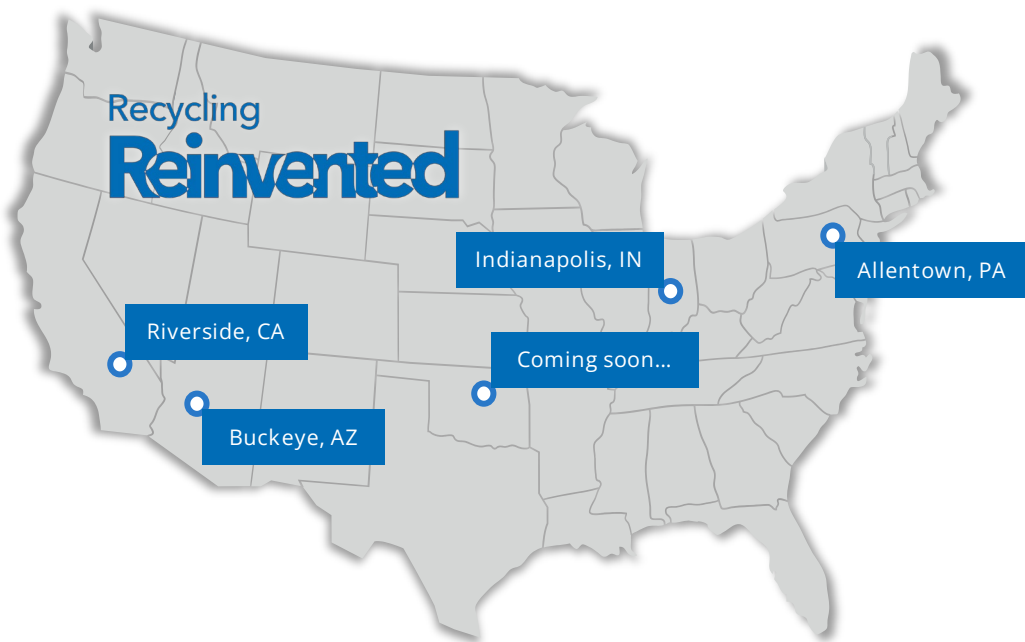 Recycling
Reinvented
Indianapolis, IN
Allentown, PA
Riverside, CA
Coming soon...
Buckeye, AZ